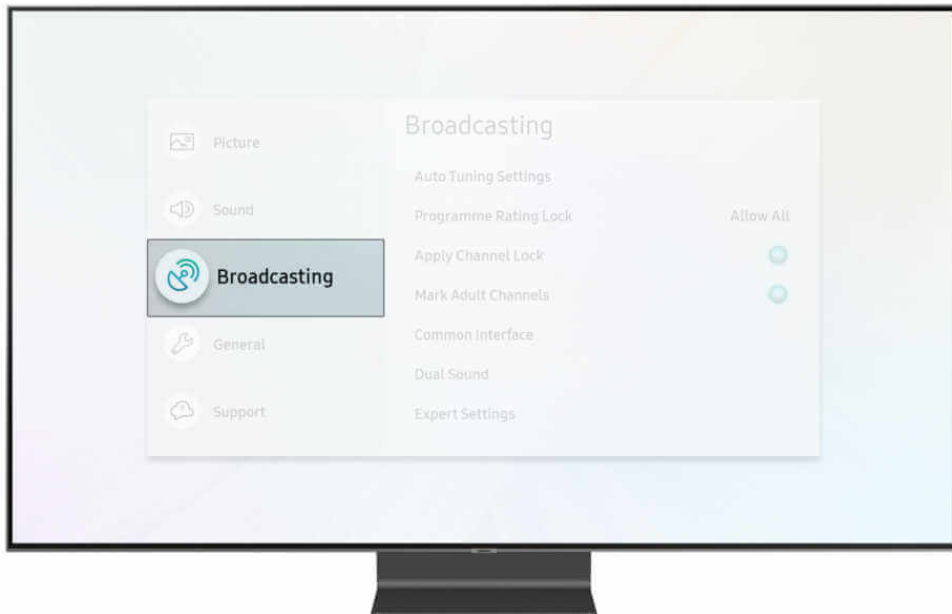 Picture
Sound
Broadcasting
General
Support
Broadcasting
Auto Tuning Settings
Programme Rating Lock Allow All
Apply Channel Lock
Mark Adult Channels
Common Interface
Dual Sound
Expert Settings